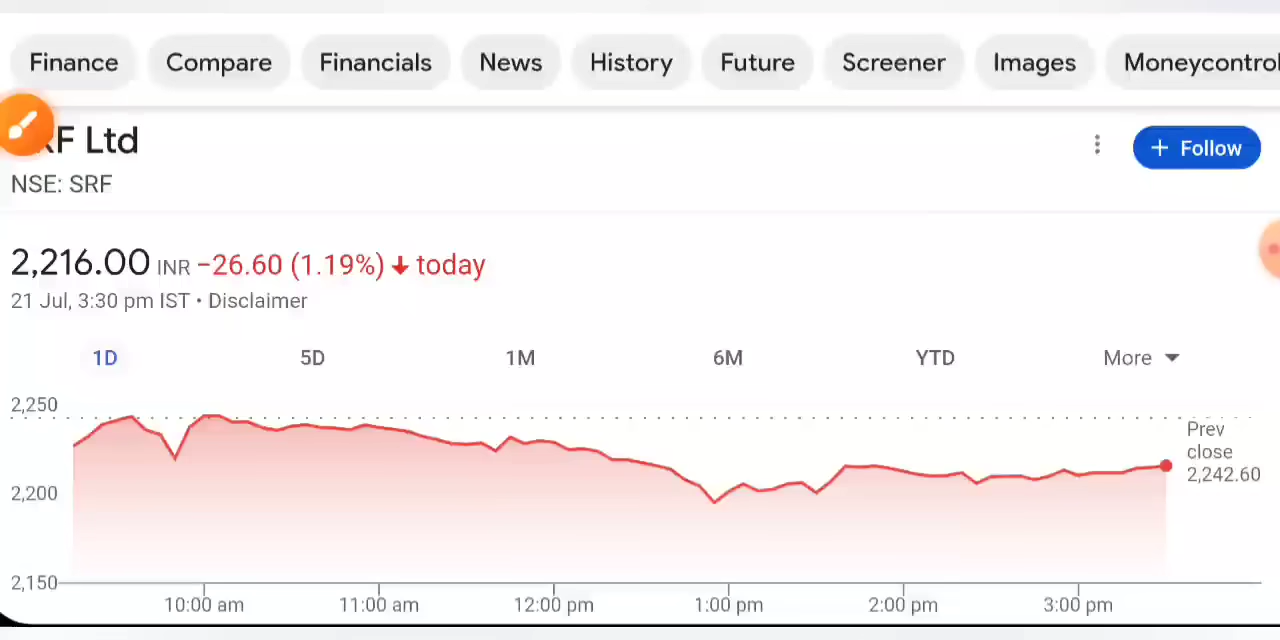 Finance Compare Financials News History Future Screener Images Moneycontrol
F Ltd
+ Follow
NSE: SRF
2,216.00 INR −26.60 (1.19%) ↓ today
21 Jul, 3:30 pm IST • Disclaimer
1D 5D 1M 6M YTD More
2,250
Prev
close
2,242.60
2,200
2,150
10:00 am 11:00 am 12:00 pm 1:00 pm 2:00 pm 3:00 pm